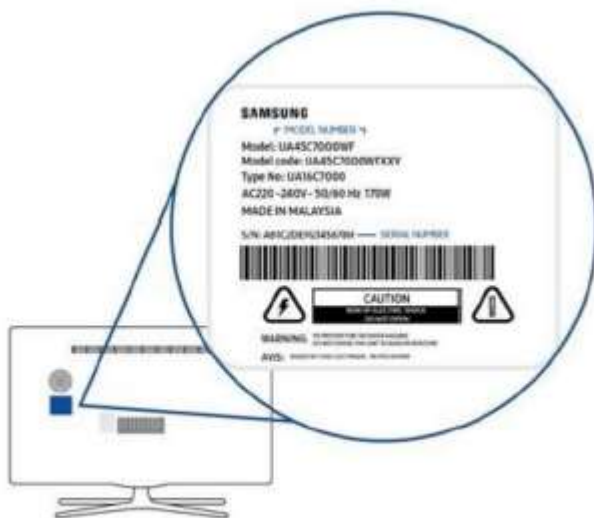 SAMSUNG
MODEL NUMBER
Model: UA45C7000WF
Model code: UA45C7000WFXXY
Type No: UA16C7000
AC220-240V~ 50/60 Hz 170W
MADE IN MALAYSIA
S/N: SERIAL NUMBER
CAUTION
WARNING:
AVIS: